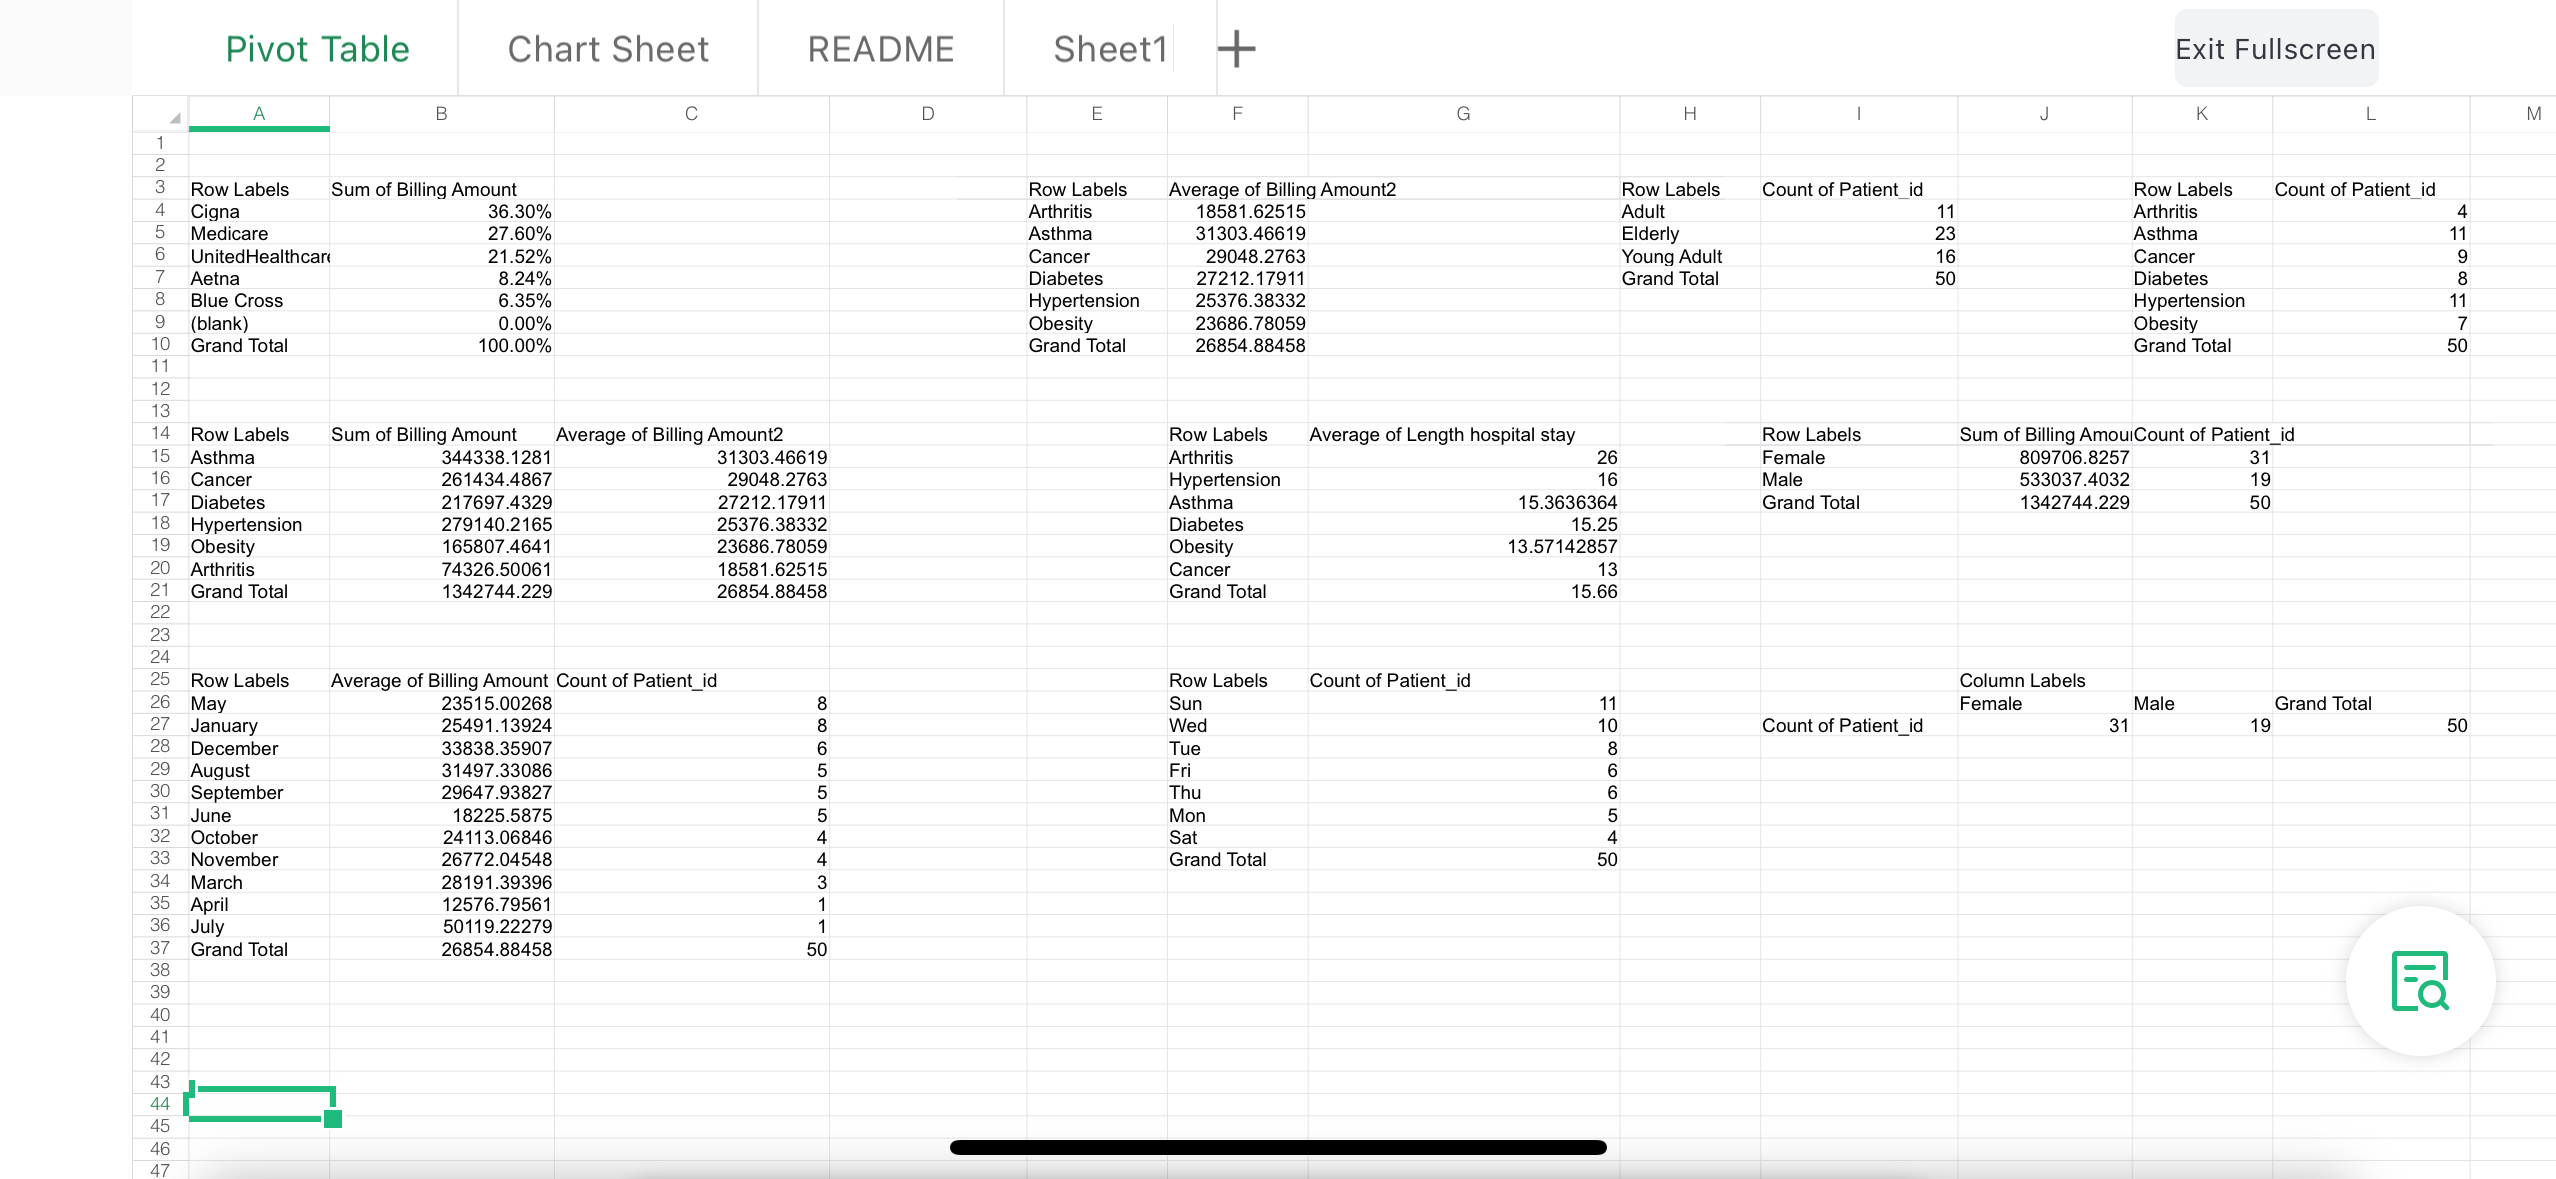 Pivot Table Chart Sheet README Sheet1 + Exit Fullscreen
A B C D E F G H I J K L M
1
2
3 Row Labels Sum of Billing Amount Row Labels Average of Billing Amount2 Row Labels Count of Patient_id Row Labels Count of Patient_id
4 Cigna 36.30% Arthritis 18581.62515 Adult 11 Arthritis 4
5 Medicare 27.60% Asthma 31303.46619 Elderly 23 Asthma 11
6 UnitedHealthcare 21.52% Cancer 29048.2763 Young Adult 16 Cancer 9
7 Aetna 8.24% Diabetes 27212.17911 Grand Total 50 Diabetes 8
8 Blue Cross 6.35% Hypertension 25376.38332 Hypertension 11
9 (blank) 0.00% Obesity 23686.78059 Obesity 7
10 Grand Total 100.00% Grand Total 26854.88458 Grand Total 50
11
12
13
14 Row Labels Sum of Billing Amount Average of Billing Amount2 Row Labels Average of Length hospital stay Row Labels Sum of Billing Amou Count of Patient_id
15 Asthma 344338.1281 31303.46619 Arthritis 26 Female 809706.8257 31
16 Cancer 261434.4867 29048.2763 Hypertension 16 Male 533037.4032 19
17 Diabetes 217697.4329 27212.17911 Asthma 15.3636364 Grand Total 1342744.229 50
18 Hypertension 279140.2165 25376.38332 Diabetes 15.25
19 Obesity 165807.4641 23686.78059 Obesity 13.57142857
20 Arthritis 74326.50061 18581.62515 Cancer 13
21 Grand Total 1342744.229 26854.88458 Grand Total 15.66
22
23
24
25 Row Labels Average of Billing Amount Count of Patient_id Row Labels Count of Patient_id Column Labels
26 May 23515.00268 8 Sun 11 Female Male Grand Total
27 January 25491.13924 8 Wed 10 Count of Patient_id 31 19 50
28 December 33838.35907 6 Tue 8
29 August 31497.33086 5 Fri 6
30 September 29647.93827 5 Thu 6
31 June 18225.5875 5 Mon 5
32 October 24113.06846 4 Sat 4
33 November 26772.04548 4 Grand Total 50
34 March 28191.39396 3
35 April 12576.79561 1
36 July 50119.22279 1
37 Grand Total 26854.88458 50
38
39
40
41
42
43
44
45
46
47